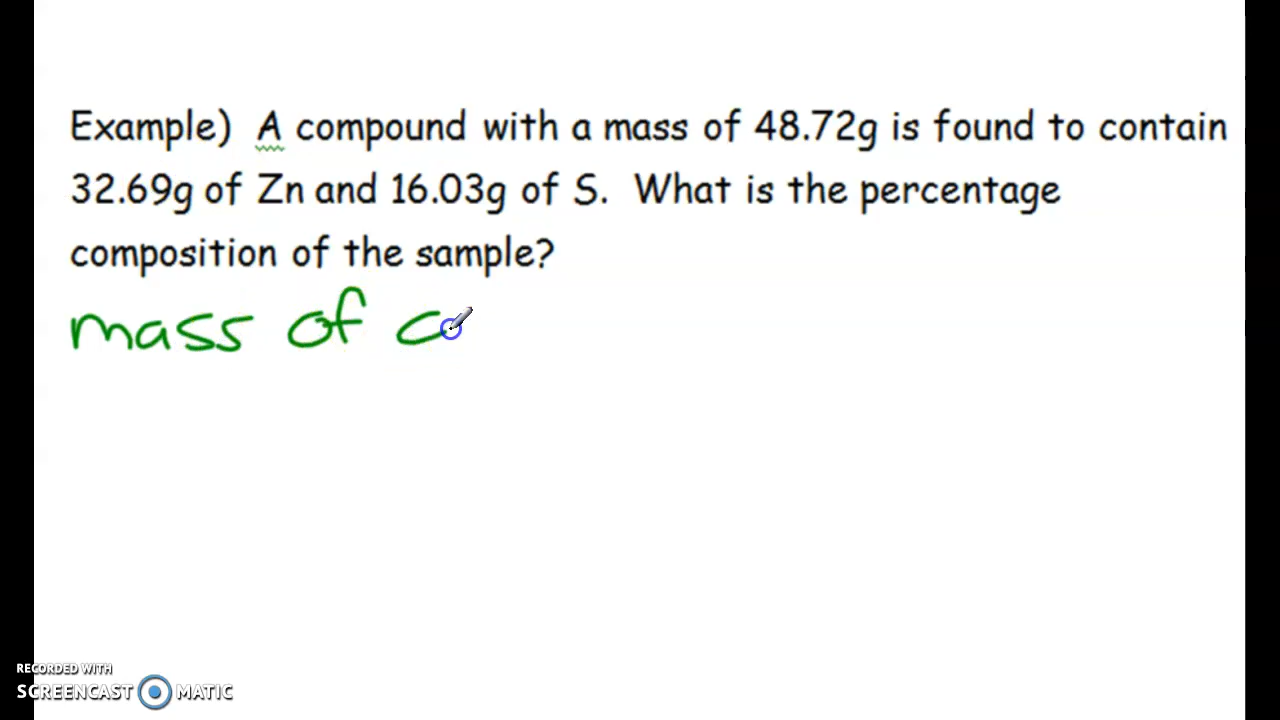 Example) A compound with a mass of 48.72g is found to contain
32.69g of Zn and 16.03g of S. What is the percentage
composition of the sample?
mass of
RECORDED WITH
SCREENCAST MATIC